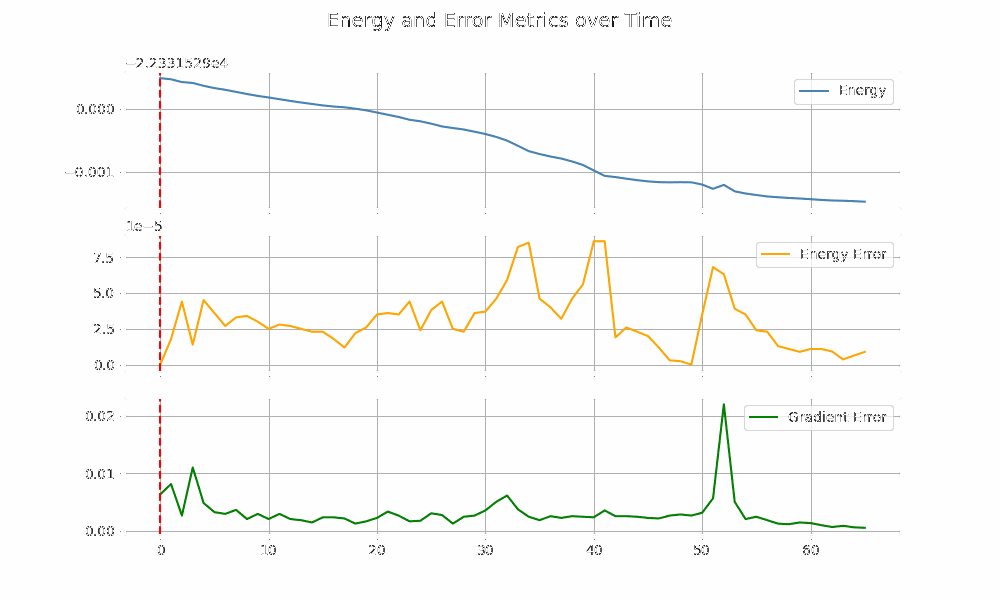 Energy and Error Metrics over Time
−2.2331529e4
Energy
0.000
−0.001
1e−5
Energy Error
7.5
5.0
2.5
0.0
Gradient Error
0.02
0.01
0.00
0 10 20 30 40 50 60